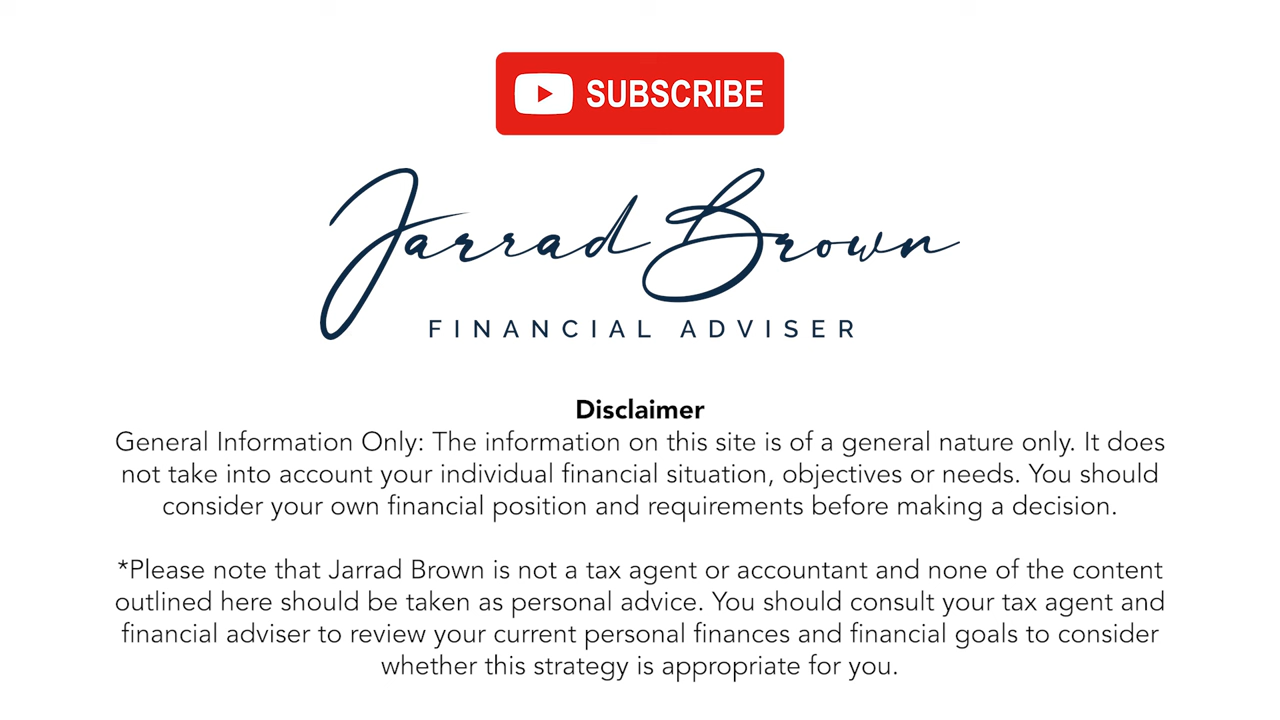 SUBSCRIBE
Jarrad Brown
FINANCIAL ADVISER
Disclaimer
General Information Only: The information on this site is of a general nature only. It does
not take into account your individual financial situation, objectives or needs. You should
consider your own financial position and requirements before making a decision.
*Please note that Jarrad Brown is not a tax agent or accountant and none of the content
outlined here should be taken as personal advice. You should consult your tax agent and
financial adviser to review your current personal finances and financial goals to consider
whether this strategy is appropriate for you.